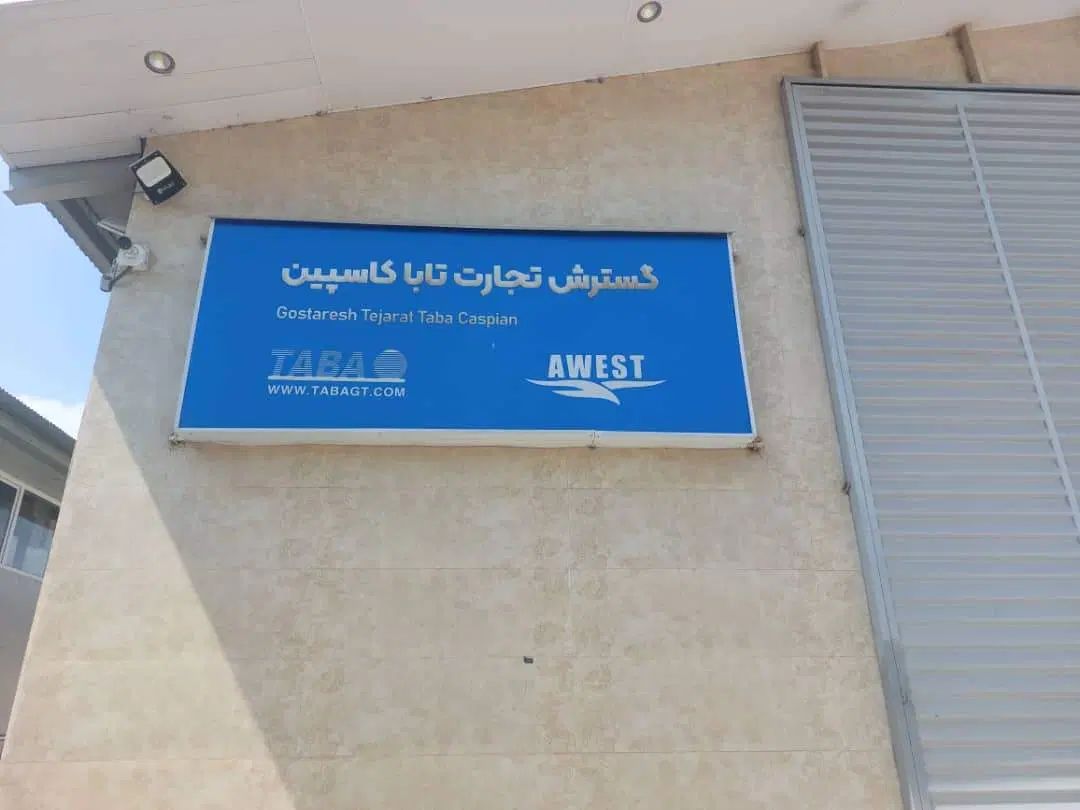 گسترش تجارت تابا کاسپین
Gostaresh Tejarat Taba Caspian
TABA
WWW.TABAGT.COM
AWEST